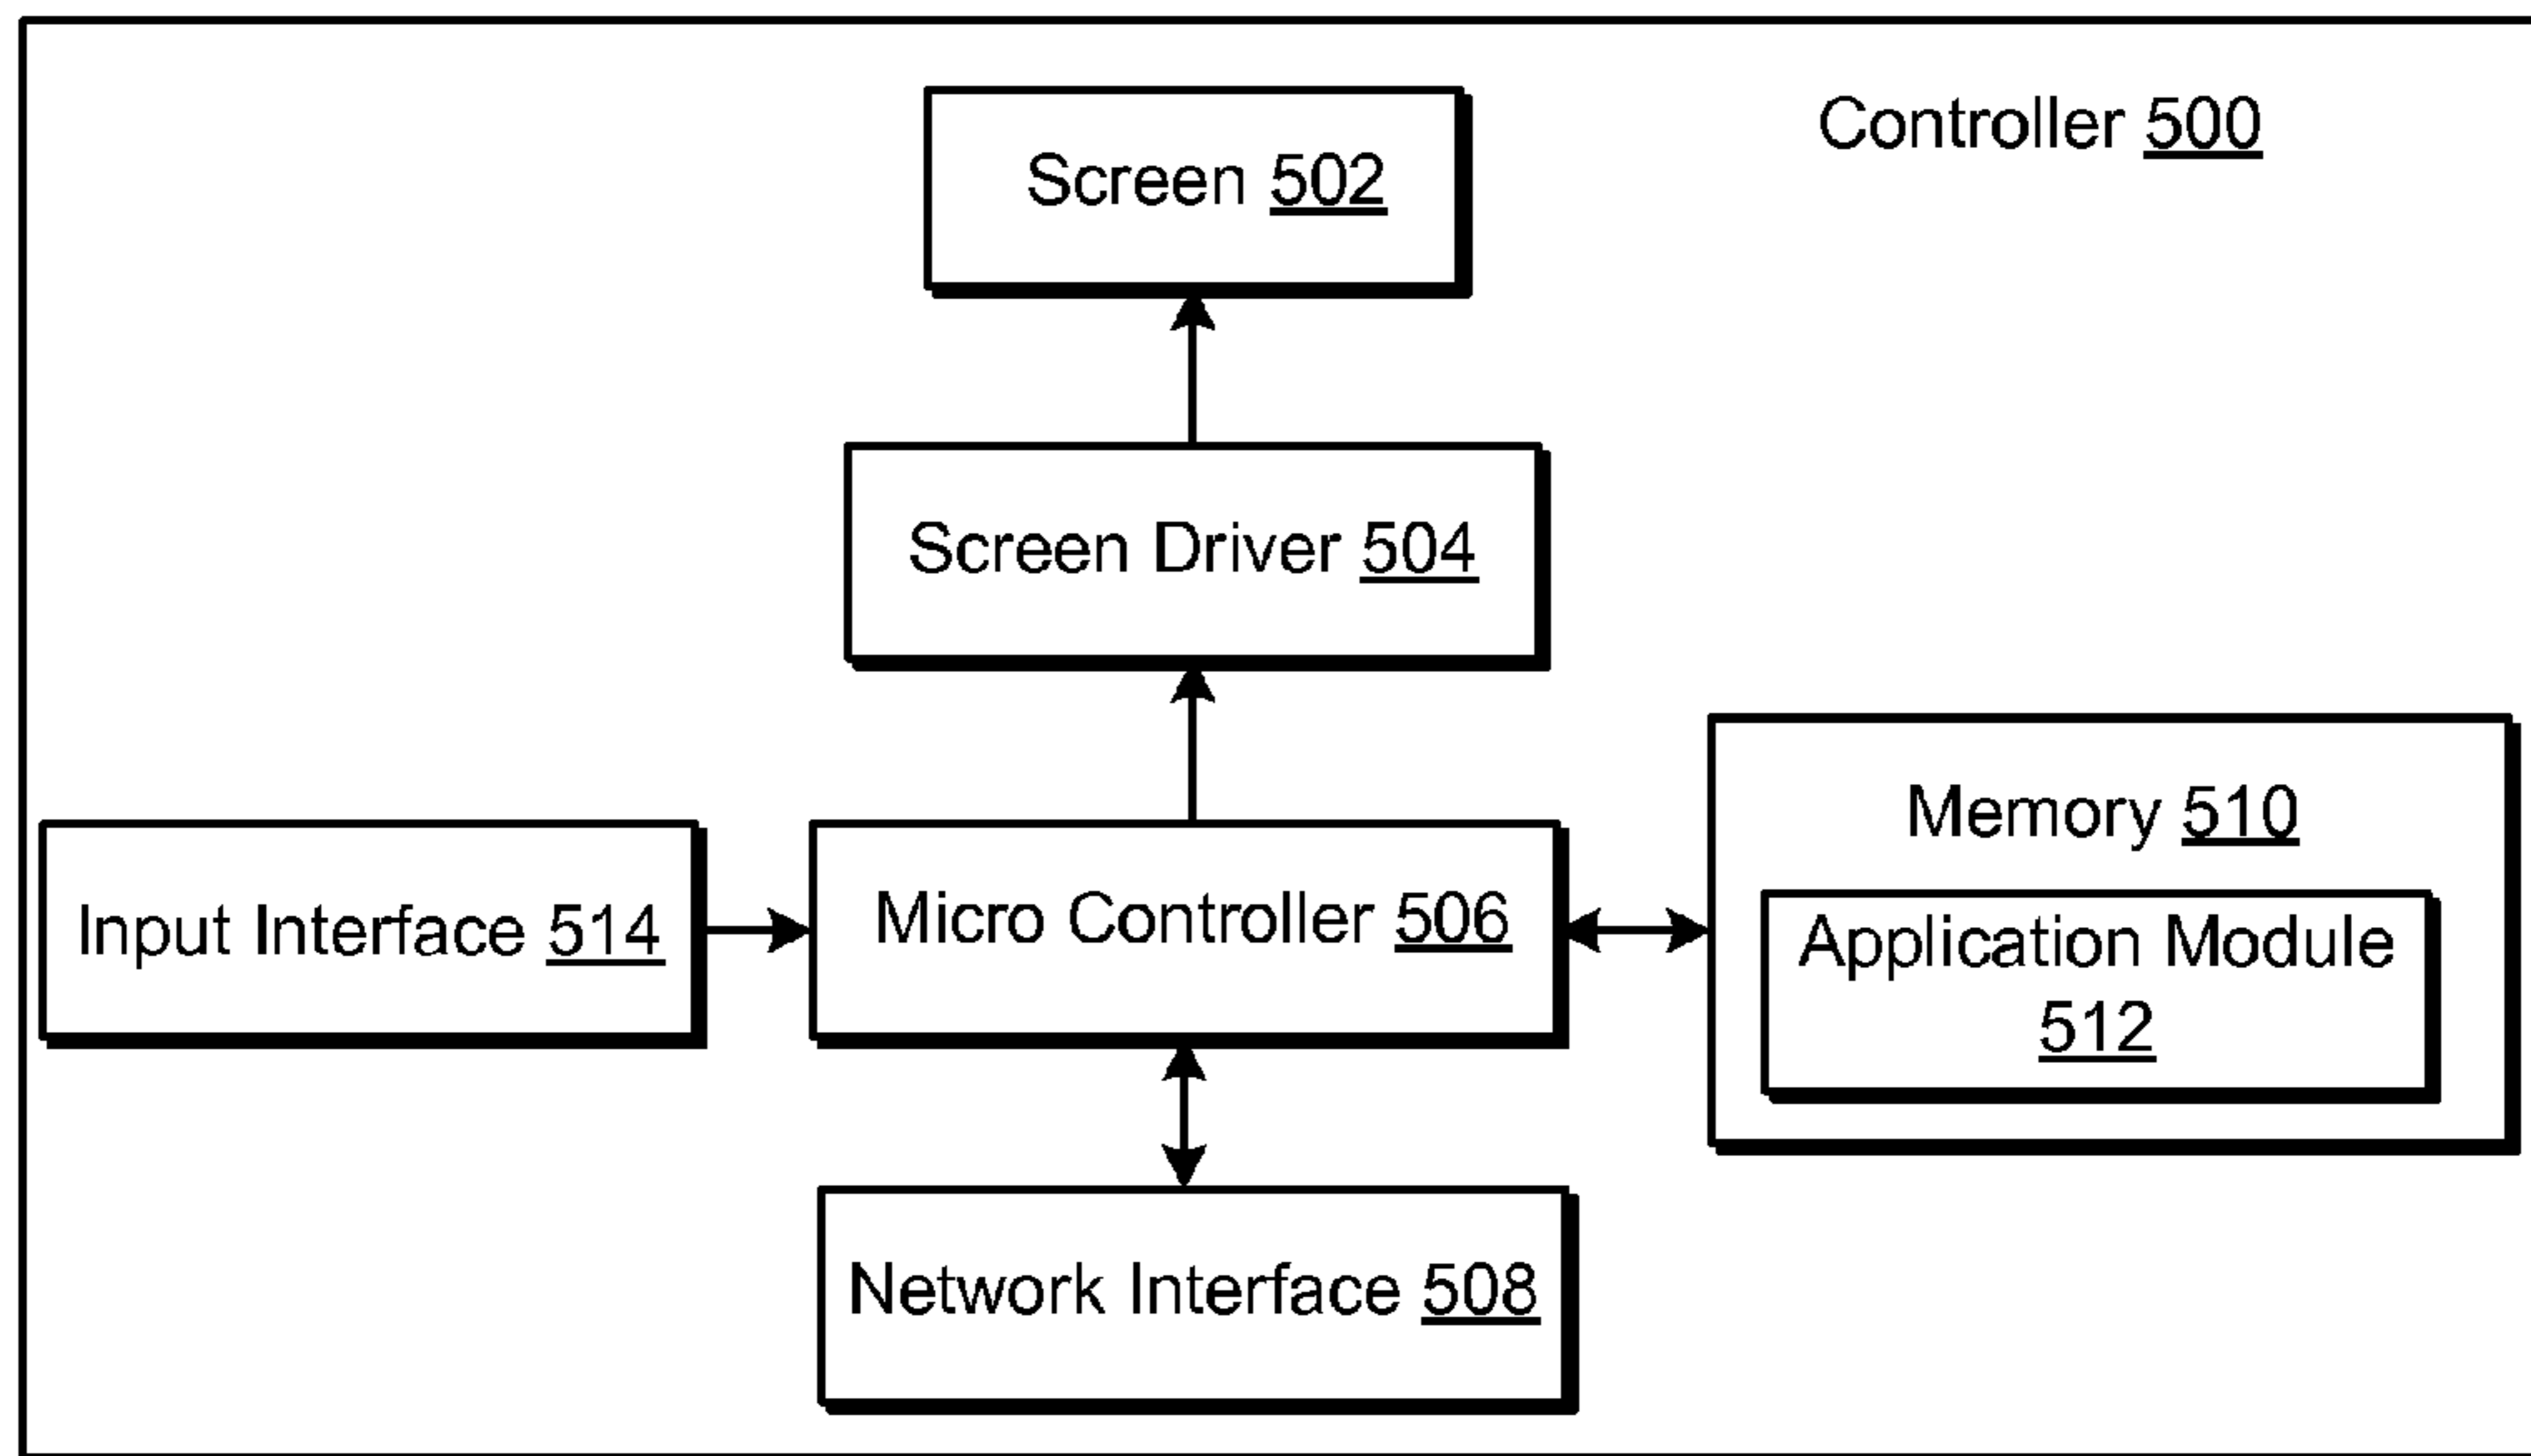 Controller 500
Screen 502
Screen Driver 504
Memory 510
Input Interface 514
Micro Controller 506
Application Module
512
Network Interface 508